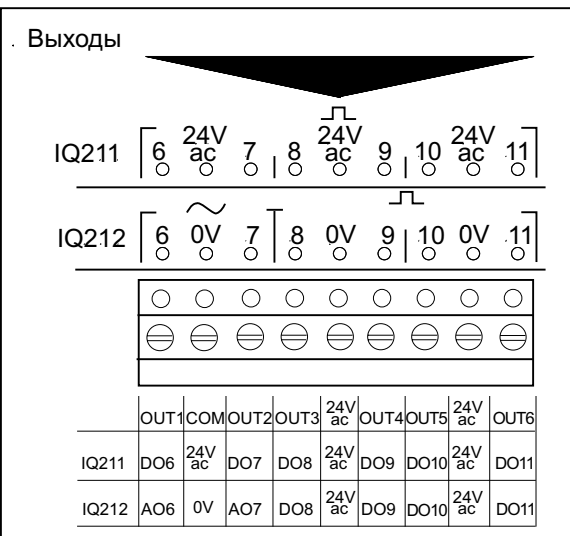 Выходы
IQ211 6 24V ac 7 8 24V ac 9 10 24V ac 11
IQ212 6 0V 7 8 0V 9 10 0V 11
OUT1 COM OUT2 OUT3 24V ac OUT4 OUT5 24V ac OUT6
IQ211 DO6 24V ac DO7 DO8 24V ac DO9 DO10 24V ac DO11
IQ212 AO6 0V AO7 DO8 24V ac DO9 DO10 24V ac DO11